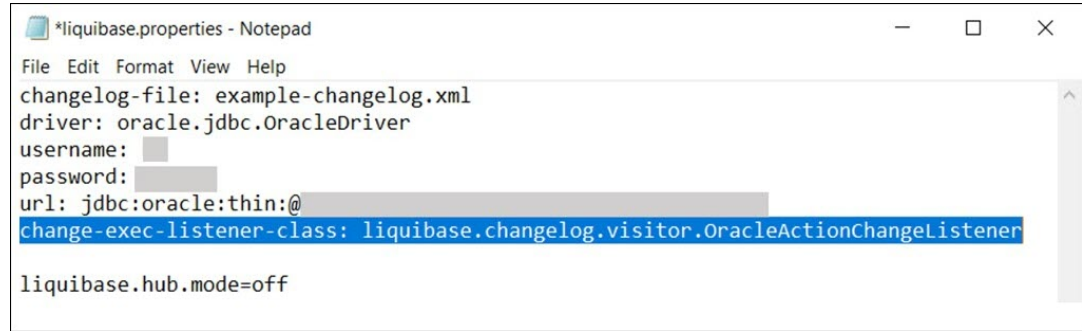 *liquibase.properties - Notepad
File Edit Format View Help
changelog-file: example-changelog.xml
driver: oracle.jdbc.OracleDriver
username:
password:
url: jdbc:oracle:thin:@
change-exec-listener-class: liquibase.changelog.visitor.OracleActionChangeListener
liquibase.hub.mode=off